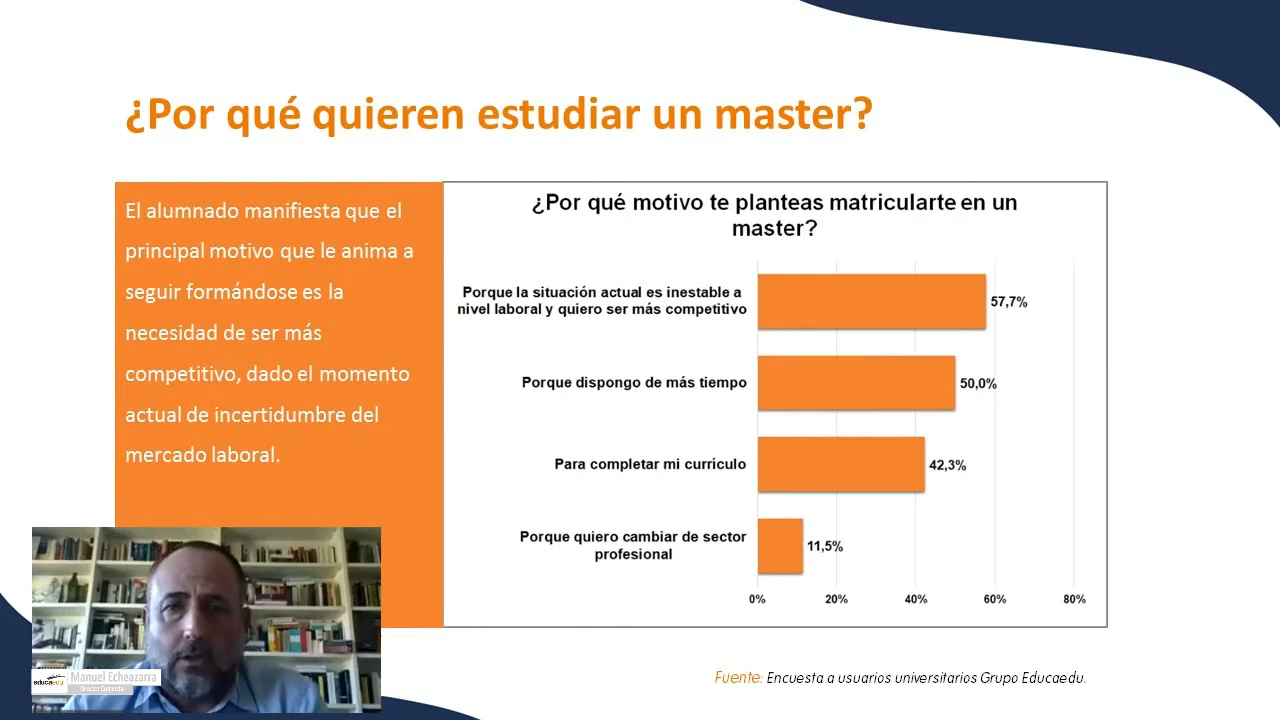 ¿Por qué quieren estudiar un master?
El alumnado manifiesta que el
principal motivo que le anima a
seguir formándose es la
necesidad de ser más
competitivo, dado el momento
actual de incertidumbre del
mercado laboral.
¿Por qué motivo te planteas matricularte en un
master?
Porque la situación actual es inestable a
nivel laboral y quiero ser más competitivo
57,7%
Porque dispongo de más tiempo
50,0%
Para completar mi currículo
42,3%
Porque quiero cambiar de sector
profesional
11,5%
0% 20% 40% 60% 80%
Fuente: Encuesta a usuarios universitarios Grupo Educaedu.
educaedu
Manuel Echeazarra